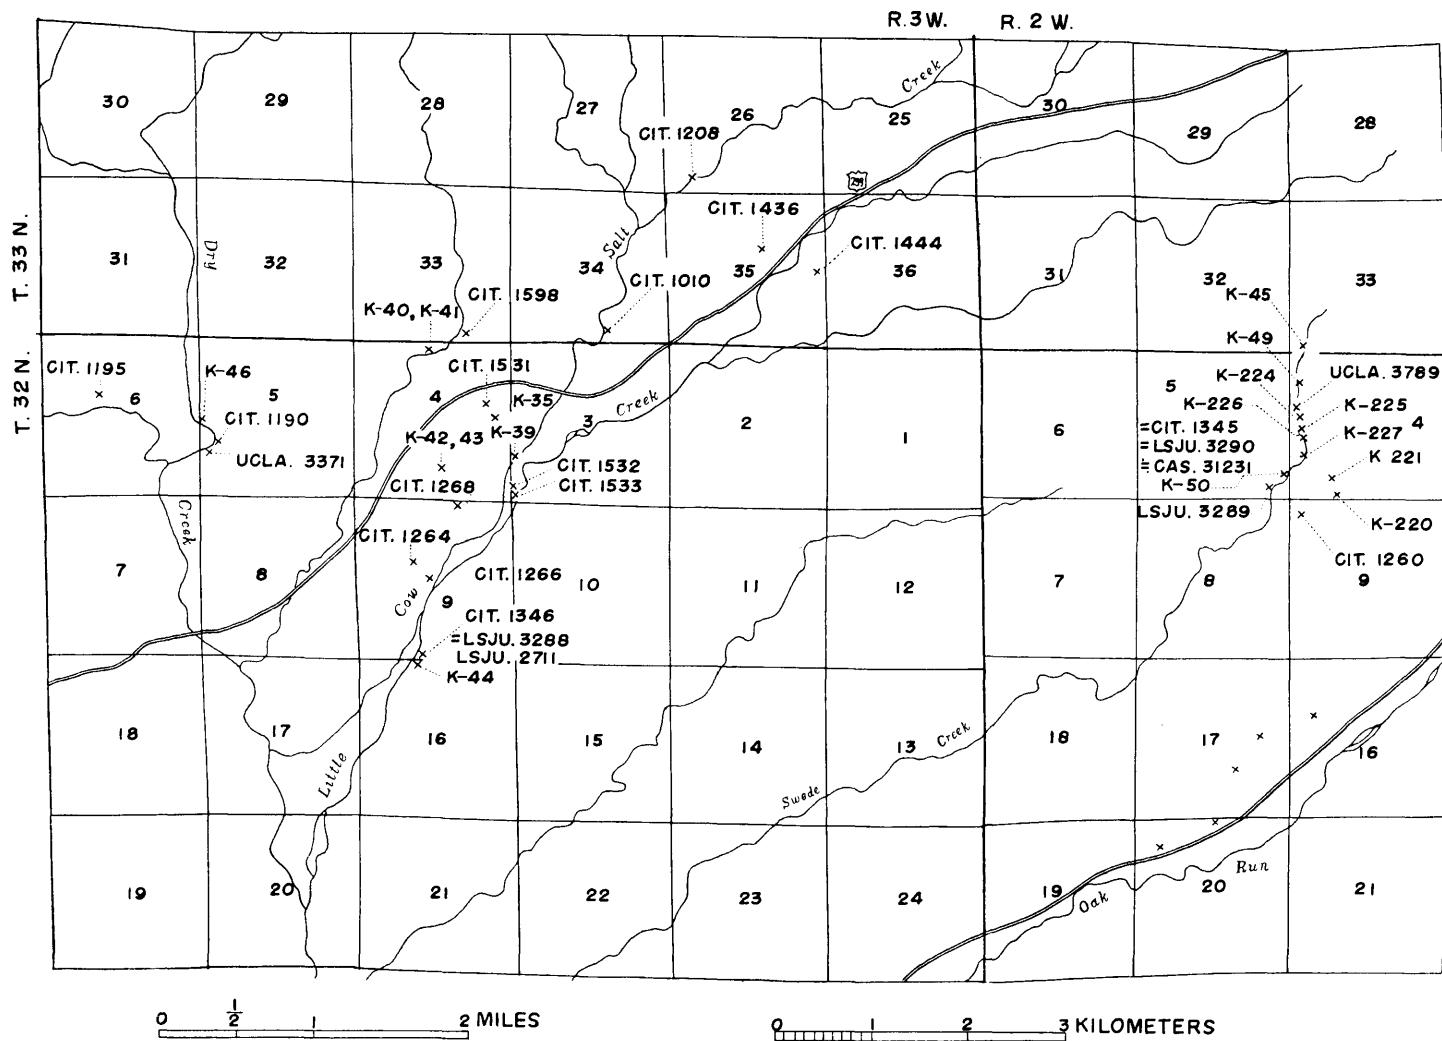 R. 3 W. R. 2 W.
30 29 28 27 26 Creek 25 30 29 28
CIT. 1208
299
T. 33 N.
31 Dry 32 33 34 Salt 35 36 31 32 33
CIT. 1436
CIT. 1444
K-40, K-41 CIT. 1598 CIT. 1010
K-45
T. 32 N.
CIT. 1195 K-46 CIT. 1531 K-49
6 5 4 K-35 3 Creek 2 1 6 5 4
K-224 UCLA. 3789
K-226 K-225
CIT. 1190 K-42, 43 K-39
=CIT. 1345 K-227
=LSJU. 3290
UCLA. 3371 CIT. 1532
=CAS. 31231 K 221
CIT. 1268 CIT. 1533
K-50
LSJU. 3289 K-220
Creek CIT. 1264
CIT. 1260
7 8 Cow 9 CIT. 1266 10 11 12 7 8 9
CIT. 1346
=LSJU. 3288
LSJU. 2711
K-44
18 17 16 15 14 13 Creek 18 17 16
Little Swede
19 20 21 22 23 24 19 Oak 20 Run 21
0 1/2 1 2 MILES
0 1 2 3 KILOMETERS